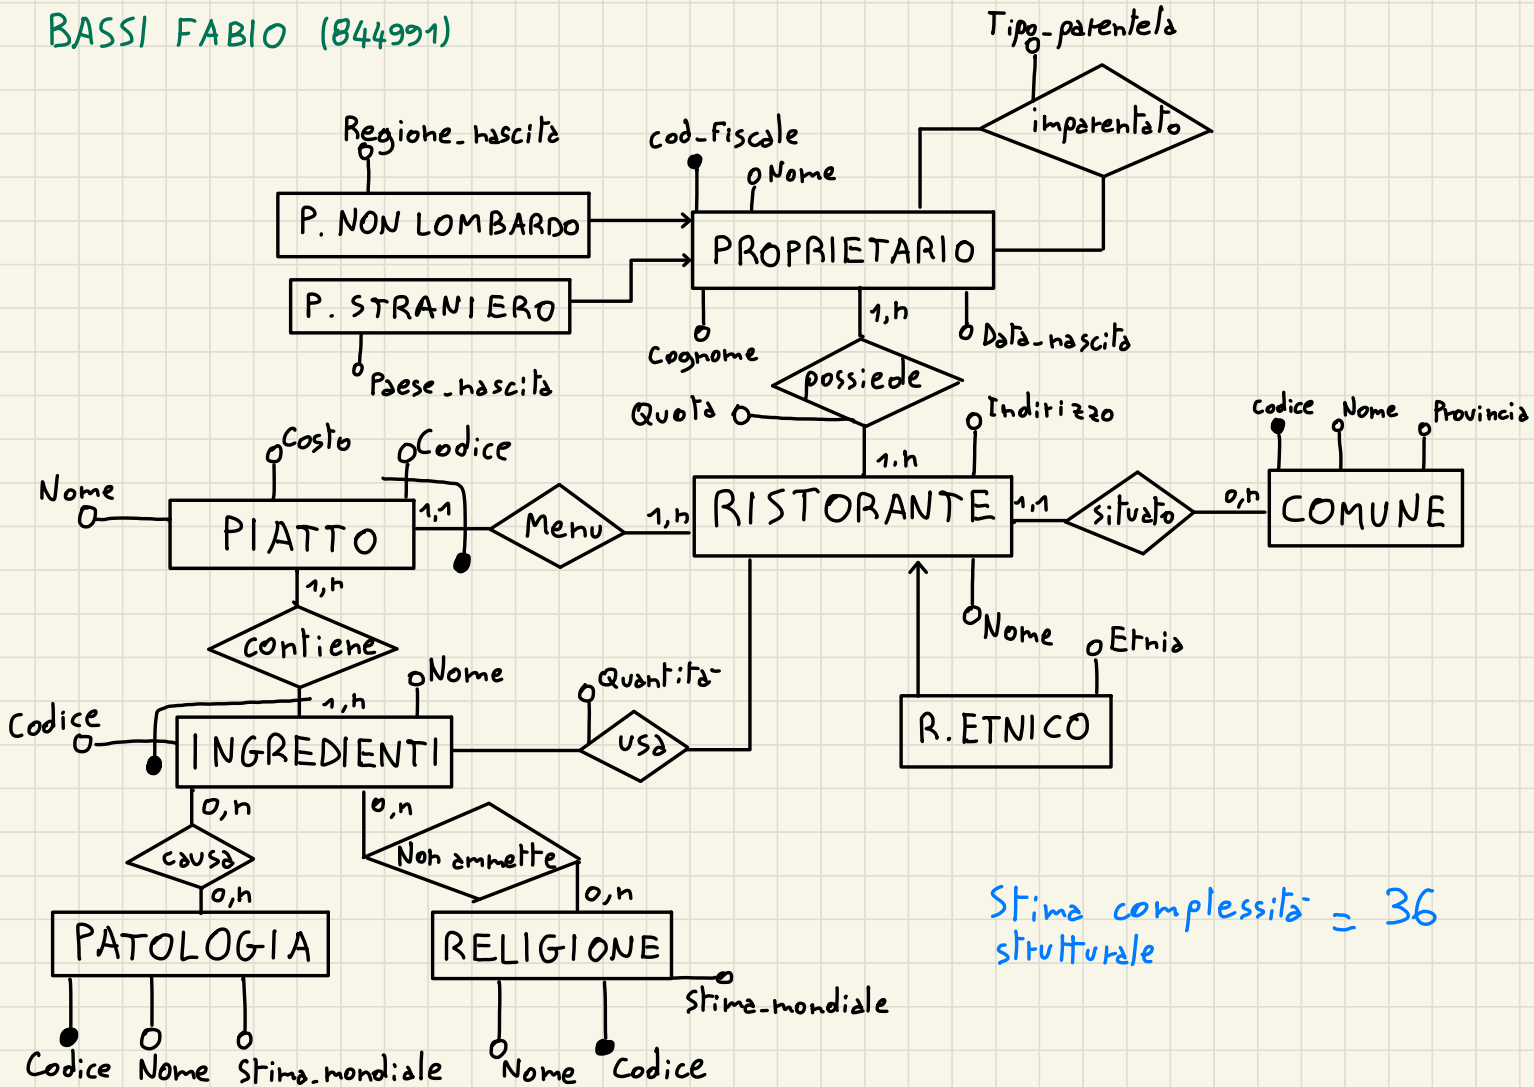 BASSI FABIO (844991)
Tipo_parentela
imparentato
Regione_nascita
cod_Fiscale
Nome
P. NON LOMBARDO
PROPRIETARIO
P. STRANIERO
1,n
Cognome
Data_nascita
Paese_nascita
possiede
Quota
Indirizzo
Codice
Nome
Provincia
Costo
Codice
1.n
Nome
PIATTO
1,1
Menu
1,n
RISTORANTE
1,1
situato
0,n
COMUNE
1,n
contiene
Nome
Etnia
Nome
Quantità
1,n
Codice
INGREDIENTI
usa
R. ETNICO
0,n
0,n
causa
Non ammette
0,n
0,n
Stima complessità = 36
strutturale
PATOLOGIA
RELIGIONE
Stima_mondiale
Codice
Nome
Stima_mondiale
Nome
Codice